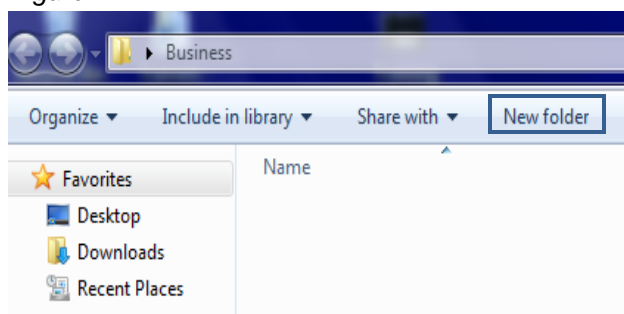 Business
Organize Include in library Share with New folder
Favorites Name
Desktop
Downloads
Recent Places